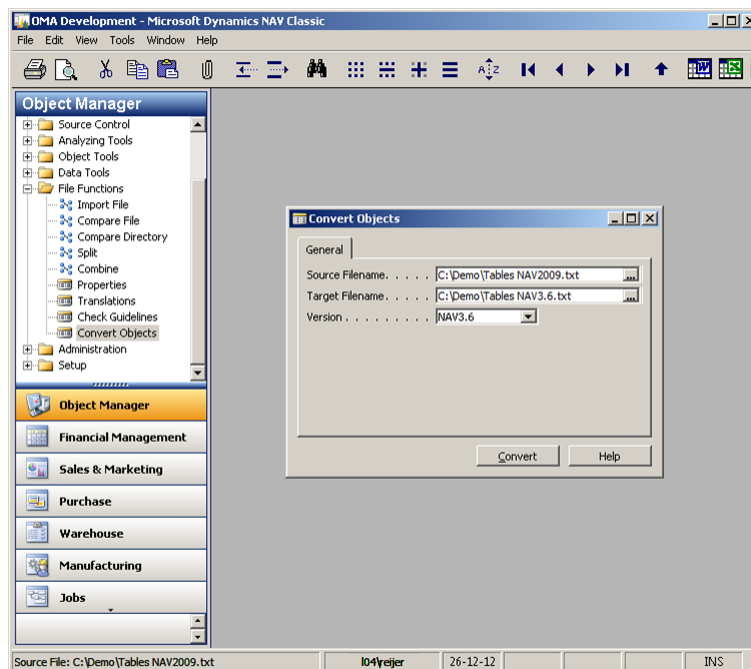 OMA Development - Microsoft Dynamics NAV Classic
File Edit View Tools Window Help
A Z
W
Object Manager
Source Control
Analyzing Tools
Object Tools
Data Tools
File Functions
Import File
Compare File
Compare Directory
Split
Combine
Properties
Translations
Check Guidelines
Convert Objects
Administration
Setup
Object Manager
Financial Management
Sales & Marketing
Purchase
Warehouse
Manufacturing
Jobs
Convert Objects
General
Source Filename. . . . . C:\Demo\Tables NAV2009.txt ...
Target Filename. . . . . C:\Demo\Tables NAV3.6.txt ...
Version . . . . . . . . . NAV3.6
Convert Help
Source File: C:\Demo\Tables NAV2009.txt l04\reijer 26-12-12 INS